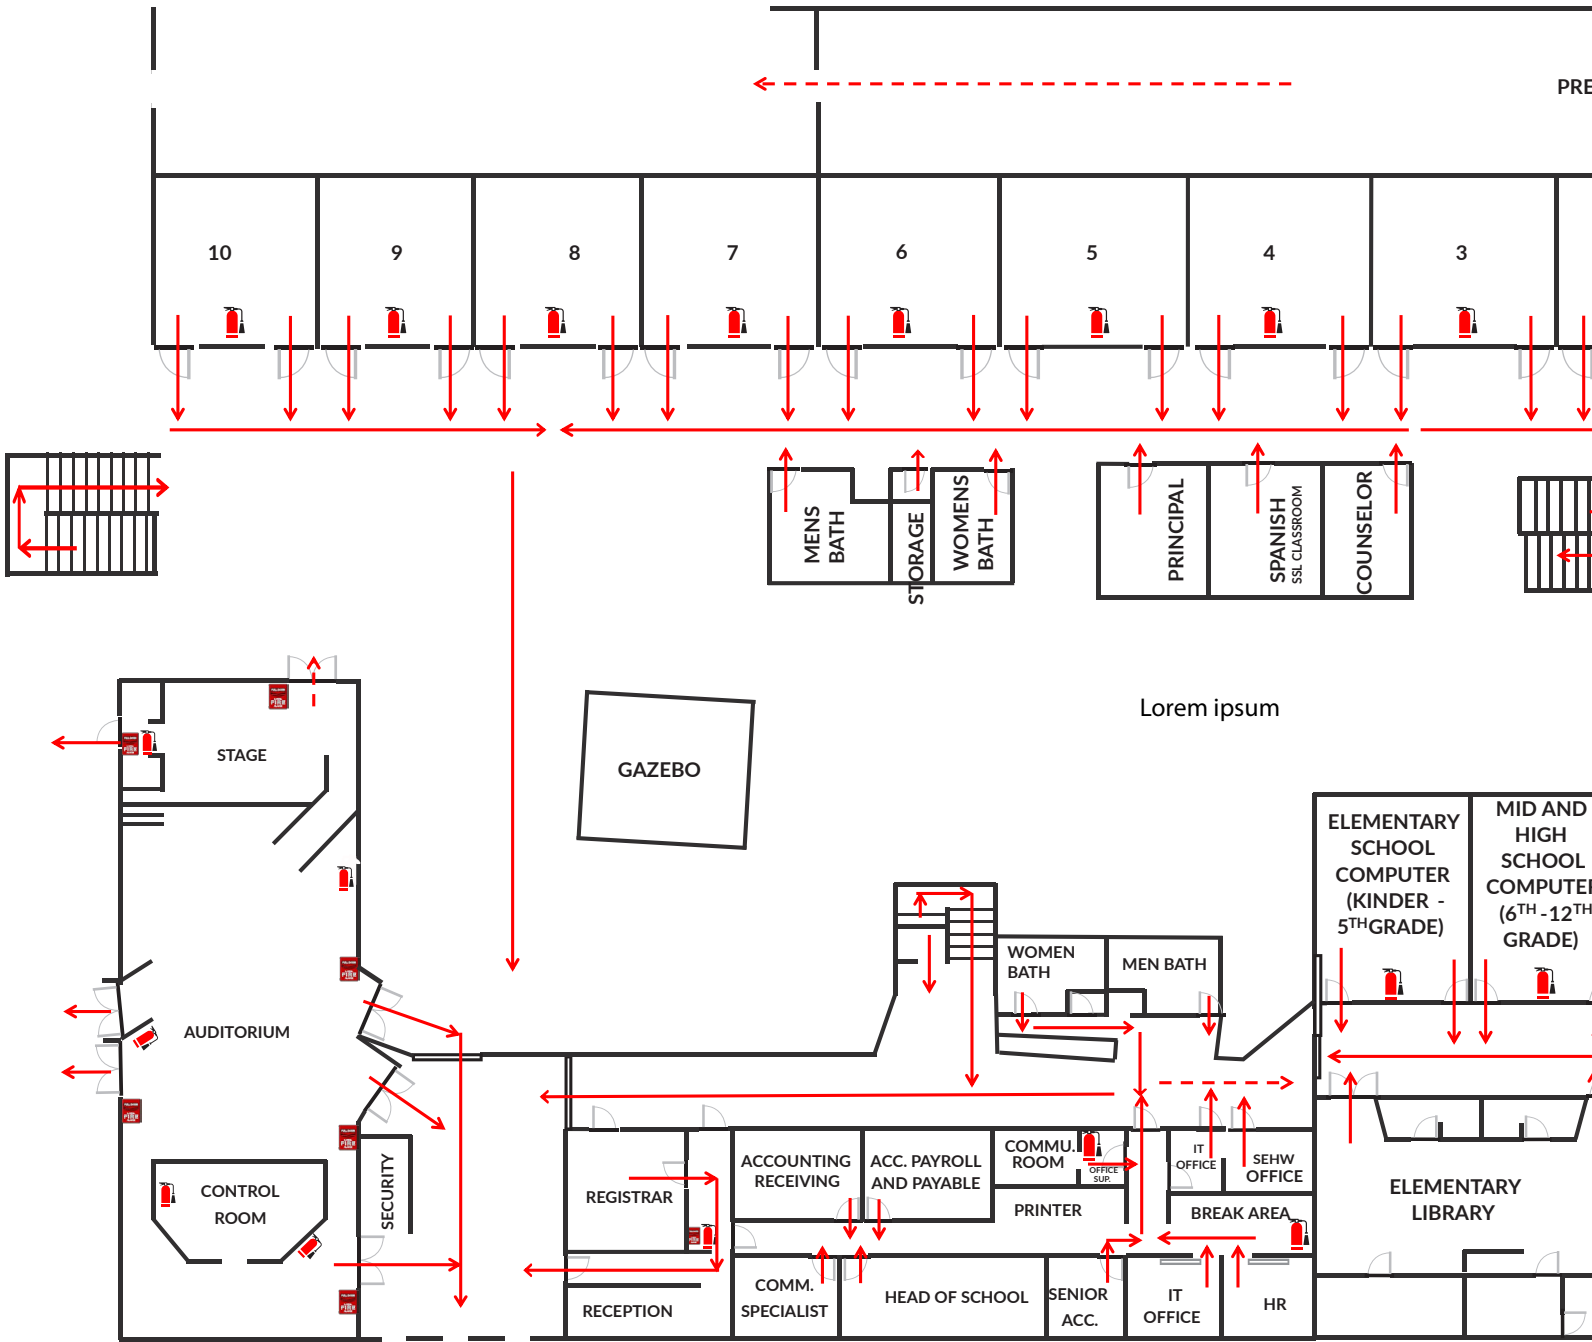 PRE
10
9
8
7
6
5
4
3
MENS
BATH
STORAGE
WOMENS
BATH
PRINCIPAL
SPANISH
SSL CLASSROOM
COUNSELOR
STAGE
GAZEBO
Lorem ipsum
ELEMENTARY
SCHOOL
COMPUTER
(KINDER -
5TH GRADE)
MID AND
HIGH
SCHOOL
COMPUTER
(6TH -12TH
GRADE)
WOMEN
BATH
MEN BATH
AUDITORIUM
CONTROL
ROOM
SECURITY
REGISTRAR
RECEPTION
ACCOUNTING
RECEIVING
ACC. PAYROLL
AND PAYABLE
COMMU.
ROOM
OFFICE
SUP.
PRINTER
IT
OFFICE
SEHW
OFFICE
BREAK AREA
ELEMENTARY
LIBRARY
COMM.
SPECIALIST
HEAD OF SCHOOL
SENIOR
ACC.
IT
OFFICE
HR